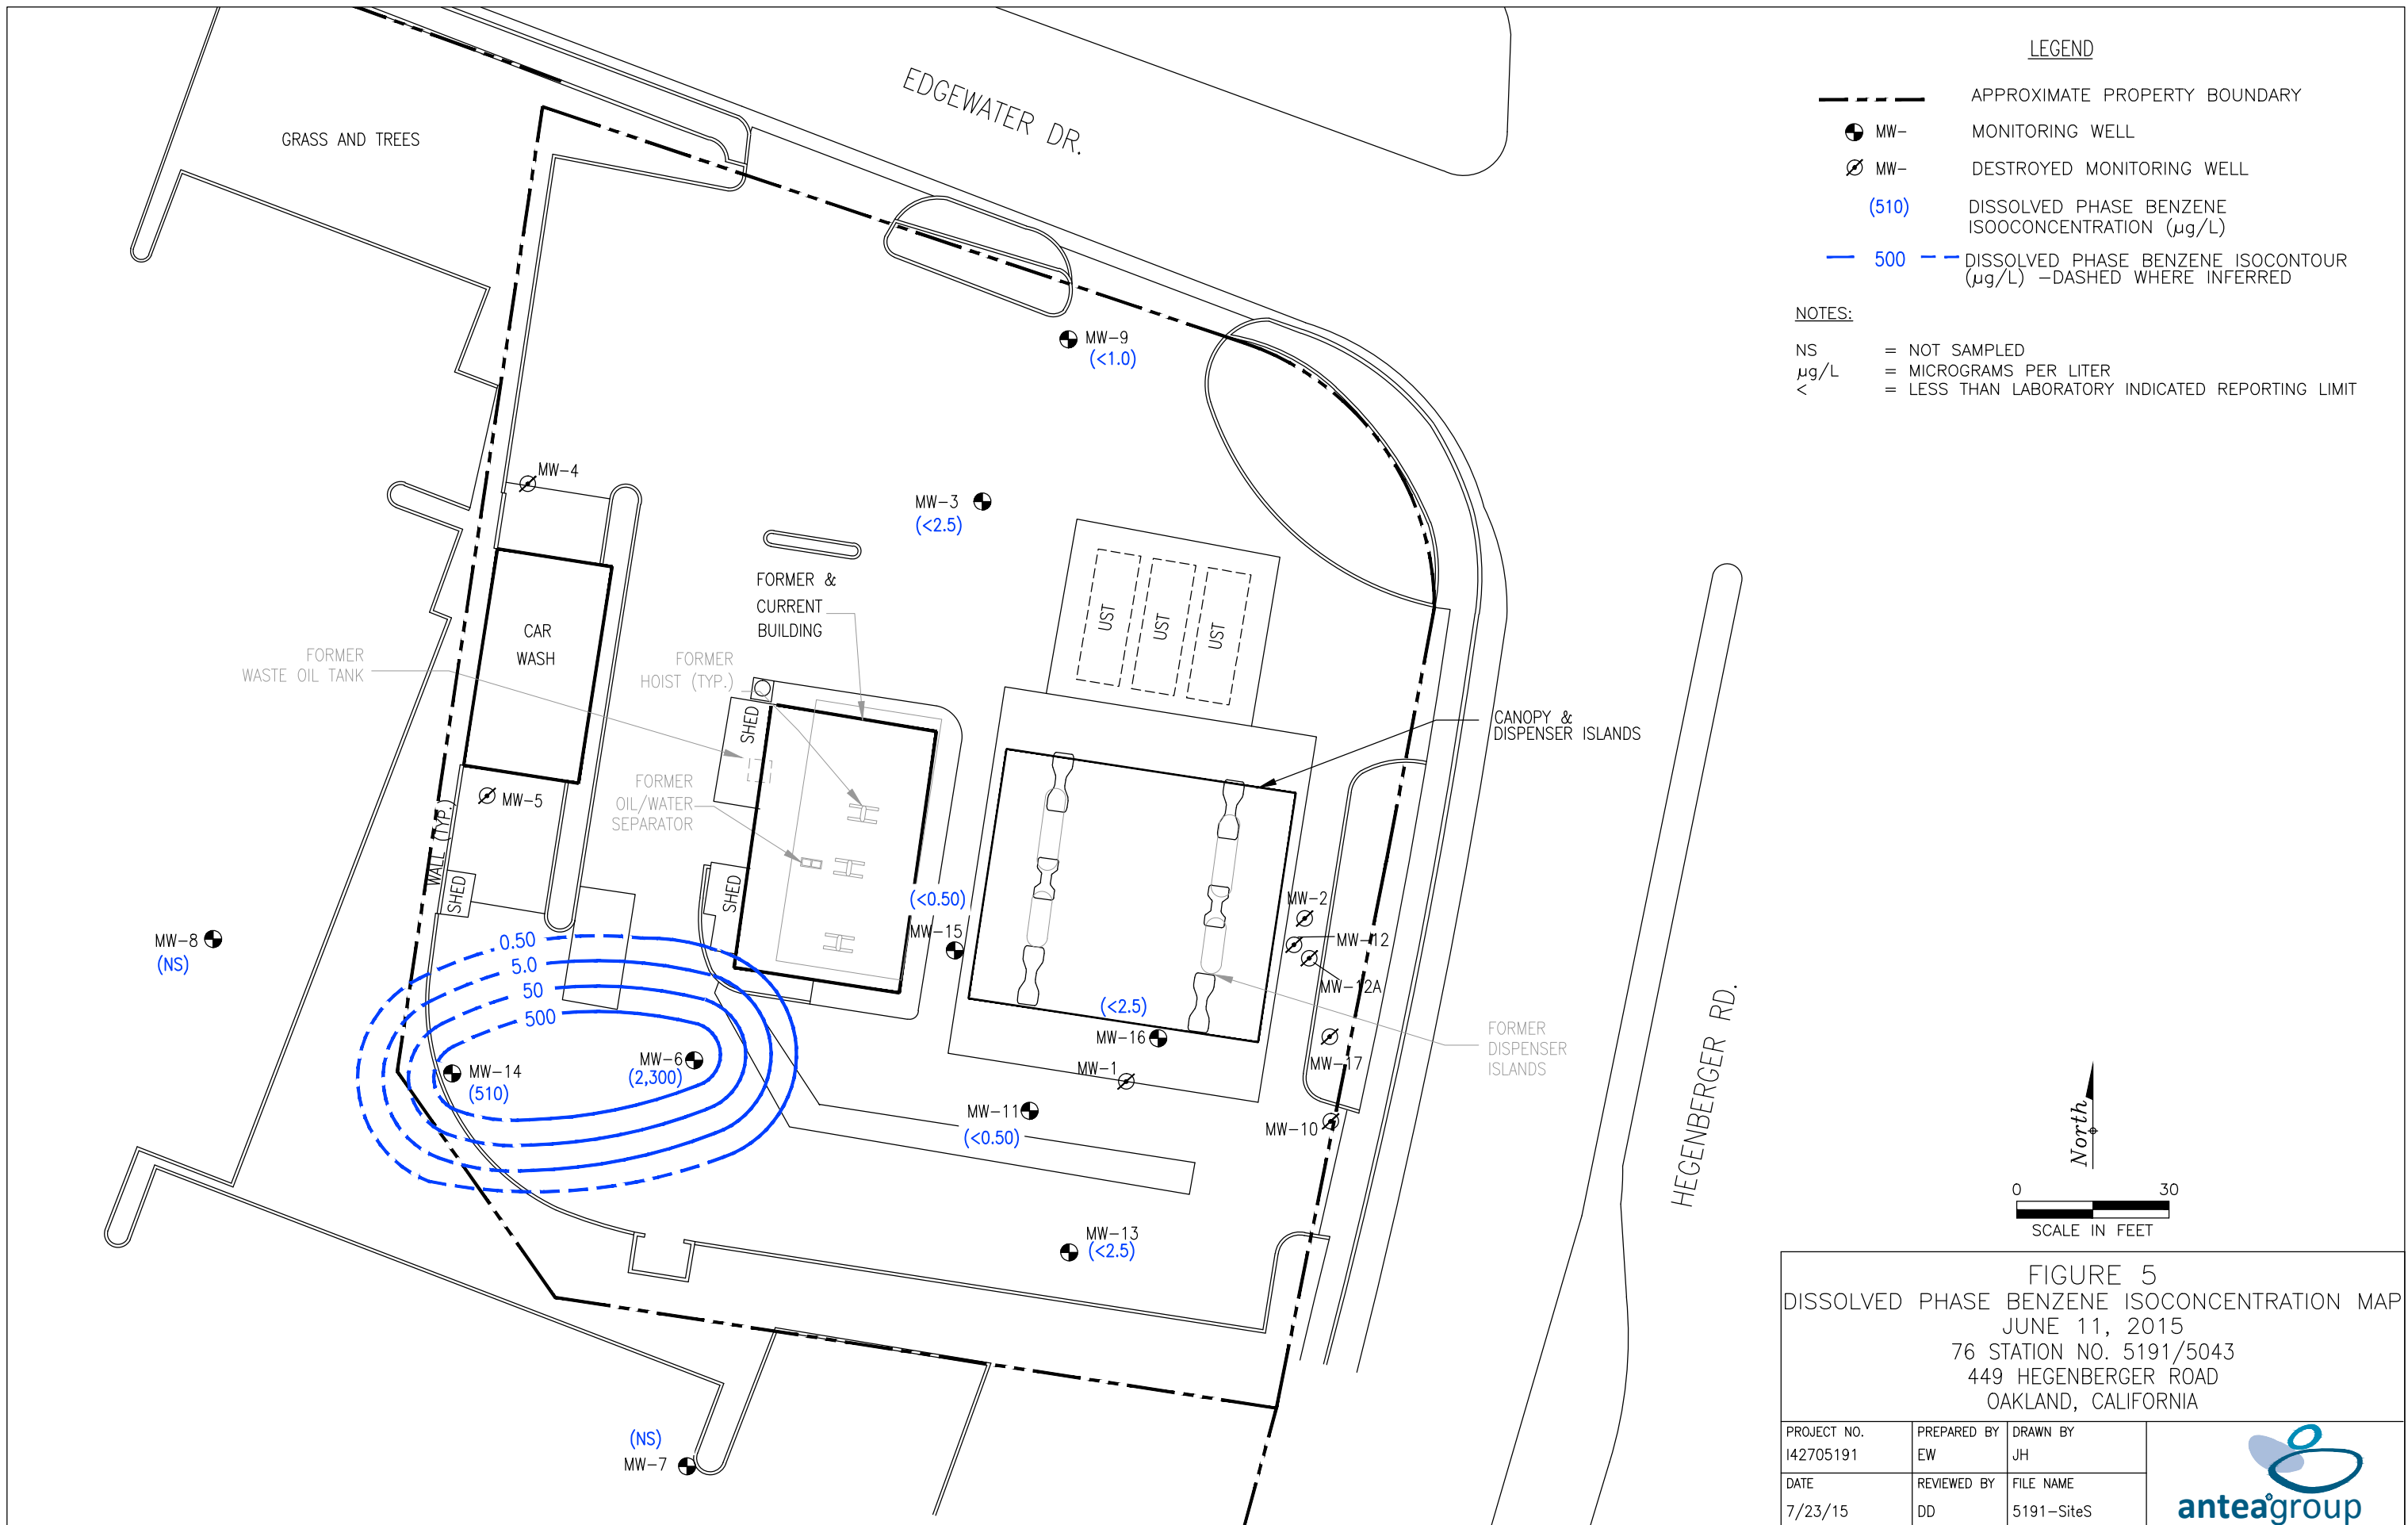 EDGEWATER DR.
GRASS AND TREES
MW-9
(<1.0)
MW-4
MW-3
(<2.5)
FORMER &
CURRENT
BUILDING
UST
UST
UST
CAR
WASH
FORMER
WASTE OIL TANK
FORMER
HOIST (TYP.)
SHED
CANOPY &
DISPENSER ISLANDS
FORMER
OIL/WATER
SEPARATOR
MW-5
WALL (TYP.)
SHED
SHED
(<0.50)
MW-15
MW-2
MW-12
MW-12A
MW-8
(NS)
0.50
5.0
50
500
(<2.5)
MW-16
MW-1
MW-17
FORMER
DISPENSER
ISLANDS
MW-6
(2,300)
MW-14
(510)
MW-11
(<0.50)
MW-10
HEGENBERGER RD.
MW-13
(<2.5)
(NS)
MW-7
LEGEND
APPROXIMATE PROPERTY BOUNDARY
MW- MONITORING WELL
MW- DESTROYED MONITORING WELL
(510) DISSOLVED PHASE BENZENE
ISOOCONCENTRATION (µg/L)
500 DISSOLVED PHASE BENZENE ISOCONTOUR
(µg/L) -DASHED WHERE INFERRED
NOTES:
NS = NOT SAMPLED
µg/L = MICROGRAMS PER LITER
< = LESS THAN LABORATORY INDICATED REPORTING LIMIT
North
0 30
SCALE IN FEET
FIGURE 5
DISSOLVED PHASE BENZENE ISOCONCENTRATION MAP
JUNE 11, 2015
76 STATION NO. 5191/5043
449 HEGENBERGER ROAD
OAKLAND, CALIFORNIA
PROJECT NO. PREPARED BY DRAWN BY
I42705191 EW JH
DATE REVIEWED BY FILE NAME
7/23/15 DD 5191-SiteS
anteagroup